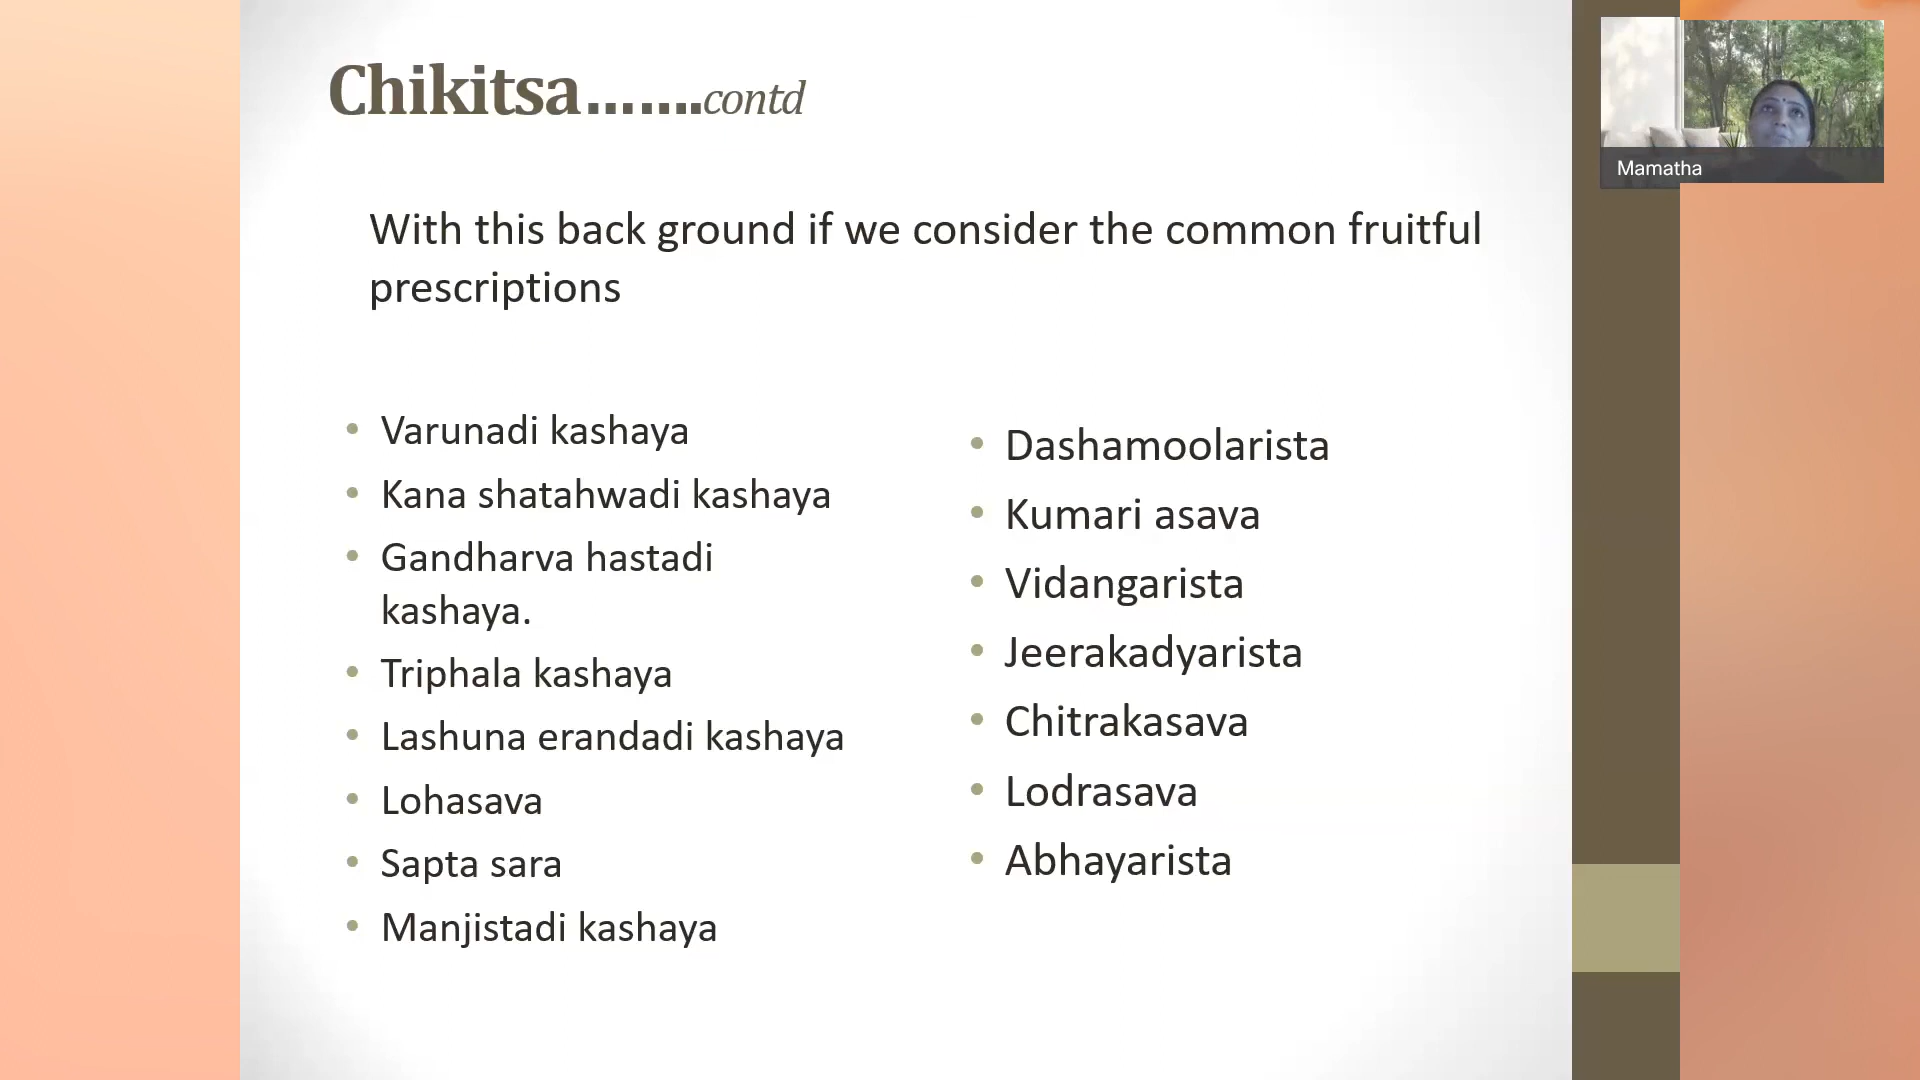 Chikitsa.......contd
With this back ground if we consider the common fruitful
prescriptions
• Varunadi kashaya
• Kana shatahwadi kashaya
• Gandharva hastadi
kashaya.
• Triphala kashaya
• Lashuna erandadi kashaya
• Lohasava
• Sapta sara
• Manjistadi kashaya
• Dashamoolarista
• Kumari asava
• Vidangarista
• Jeerakadyarista
• Chitrakasava
• Lodrasava
• Abhayarista
Mamatha